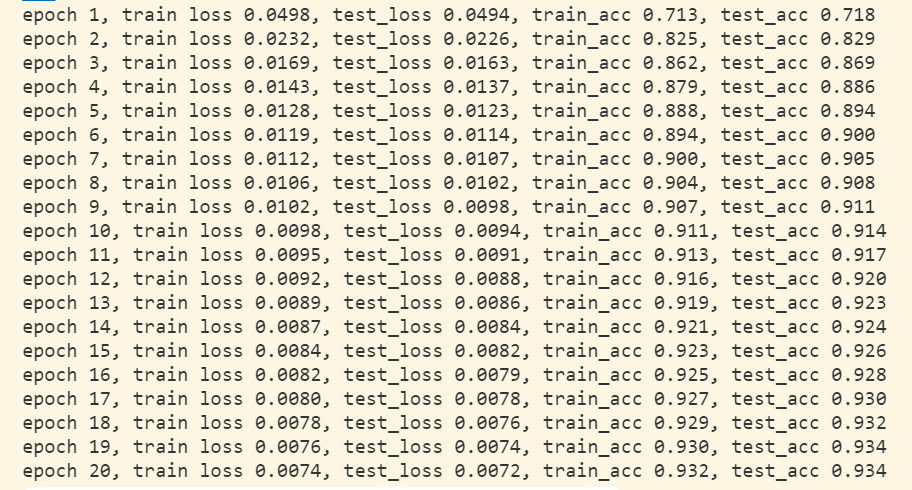 epoch 1, train loss 0.0498, test_loss 0.0494, train_acc 0.713, test_acc 0.718
epoch 2, train loss 0.0232, test_loss 0.0226, train_acc 0.825, test_acc 0.829
epoch 3, train loss 0.0169, test_loss 0.0163, train_acc 0.862, test_acc 0.869
epoch 4, train loss 0.0143, test_loss 0.0137, train_acc 0.879, test_acc 0.886
epoch 5, train loss 0.0128, test_loss 0.0123, train_acc 0.888, test_acc 0.894
epoch 6, train loss 0.0119, test_loss 0.0114, train_acc 0.894, test_acc 0.900
epoch 7, train loss 0.0112, test_loss 0.0107, train_acc 0.900, test_acc 0.905
epoch 8, train loss 0.0106, test_loss 0.0102, train_acc 0.904, test_acc 0.908
epoch 9, train loss 0.0102, test_loss 0.0098, train_acc 0.907, test_acc 0.911
epoch 10, train loss 0.0098, test_loss 0.0094, train_acc 0.911, test_acc 0.914
epoch 11, train loss 0.0095, test_loss 0.0091, train_acc 0.913, test_acc 0.917
epoch 12, train loss 0.0092, test_loss 0.0088, train_acc 0.916, test_acc 0.920
epoch 13, train loss 0.0089, test_loss 0.0086, train_acc 0.919, test_acc 0.923
epoch 14, train loss 0.0087, test_loss 0.0084, train_acc 0.921, test_acc 0.924
epoch 15, train loss 0.0084, test_loss 0.0082, train_acc 0.923, test_acc 0.926
epoch 16, train loss 0.0082, test_loss 0.0079, train_acc 0.925, test_acc 0.928
epoch 17, train loss 0.0080, test_loss 0.0078, train_acc 0.927, test_acc 0.930
epoch 18, train loss 0.0078, test_loss 0.0076, train_acc 0.929, test_acc 0.932
epoch 19, train loss 0.0076, test_loss 0.0074, train_acc 0.930, test_acc 0.934
epoch 20, train loss 0.0074, test_loss 0.0072, train_acc 0.932, test_acc 0.934